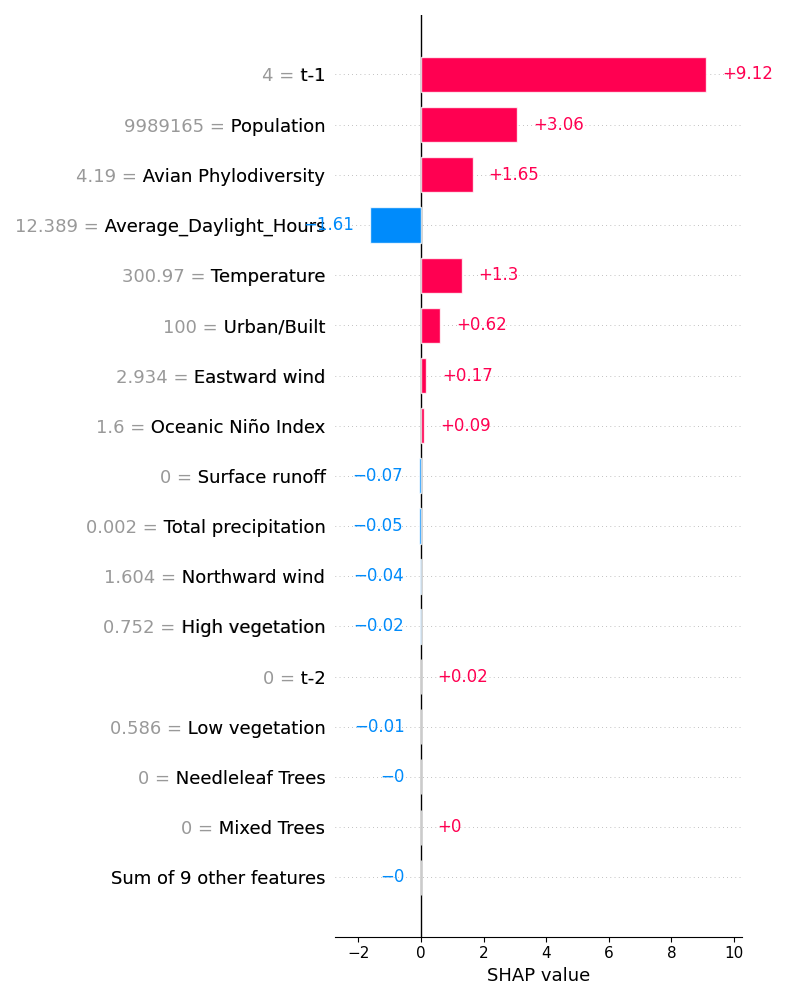 4 = t-1
+9.12
9989165 = Population
+3.06
4.19 = Avian Phylodiversity
+1.65
12.389 = Average_Daylight_Hours
−1.61
300.97 = Temperature
+1.3
100 = Urban/Built
+0.62
2.934 = Eastward wind
+0.17
1.6 = Oceanic Niño Index
+0.09
0 = Surface runoff
−0.07
0.002 = Total precipitation
−0.05
1.604 = Northward wind
−0.04
0.752 = High vegetation
−0.02
0 = t-2
+0.02
0.586 = Low vegetation
−0.01
0 = Needleleaf Trees
−0
0 = Mixed Trees
+0
Sum of 9 other features
−0
−2 0 2 4 6 8 10
SHAP value